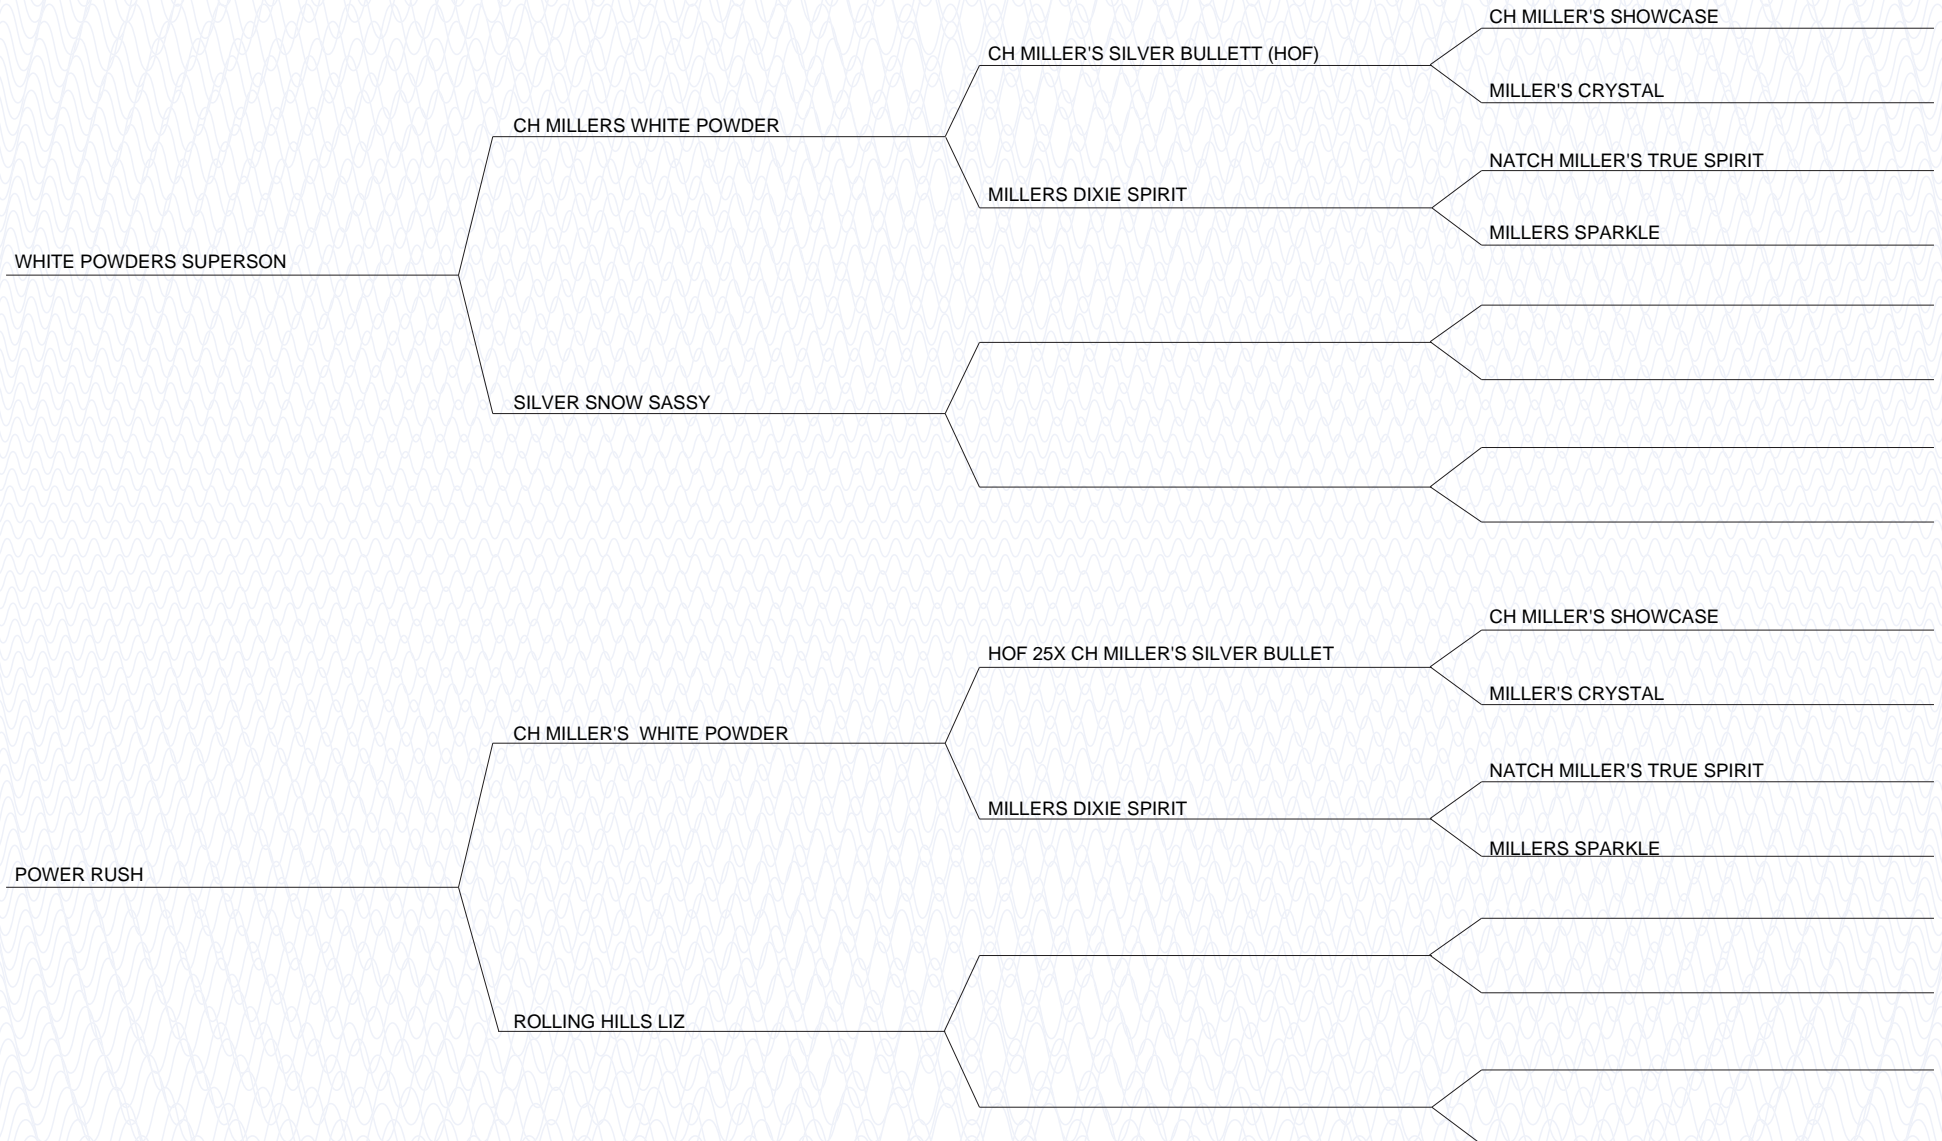 CH MILLER'S SHOWCASE
CH MILLER'S SILVER BULLETT (HOF)
MILLER'S CRYSTAL
CH MILLERS WHITE POWDER
NATCH MILLER'S TRUE SPIRIT
MILLERS DIXIE SPIRIT
MILLERS SPARKLE
WHITE POWDERS SUPERSON
SILVER SNOW SASSY
CH MILLER'S SHOWCASE
HOF 25X CH MILLER'S SILVER BULLET
MILLER'S CRYSTAL
CH MILLER'S  WHITE POWDER
NATCH MILLER'S TRUE SPIRIT
MILLERS DIXIE SPIRIT
MILLERS SPARKLE
POWER RUSH
ROLLING HILLS LIZ